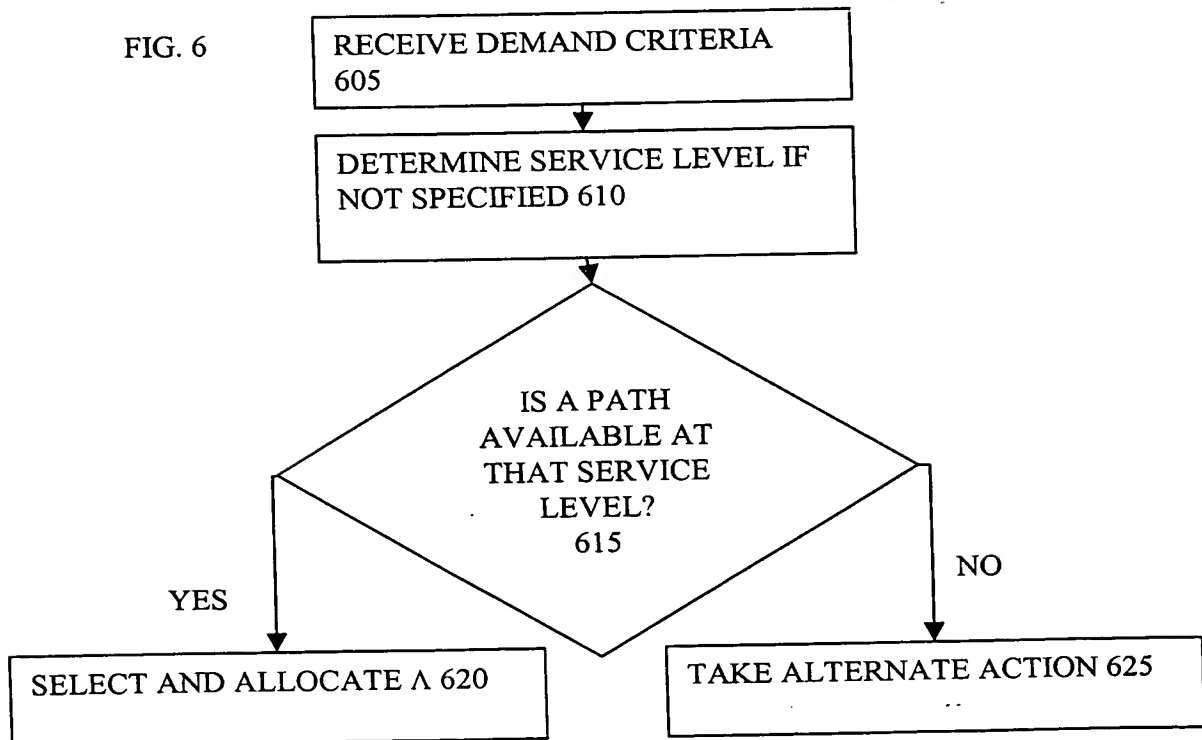 FIG. 6
RECEIVE DEMAND CRITERIA
605
DETERMINE SERVICE LEVEL IF
NOT SPECIFIED 610
IS A PATH
AVAILABLE AT
THAT SERVICE
LEVEL?
615
YES
NO
SELECT AND ALLOCATE Λ 620
TAKE ALTERNATE ACTION 625